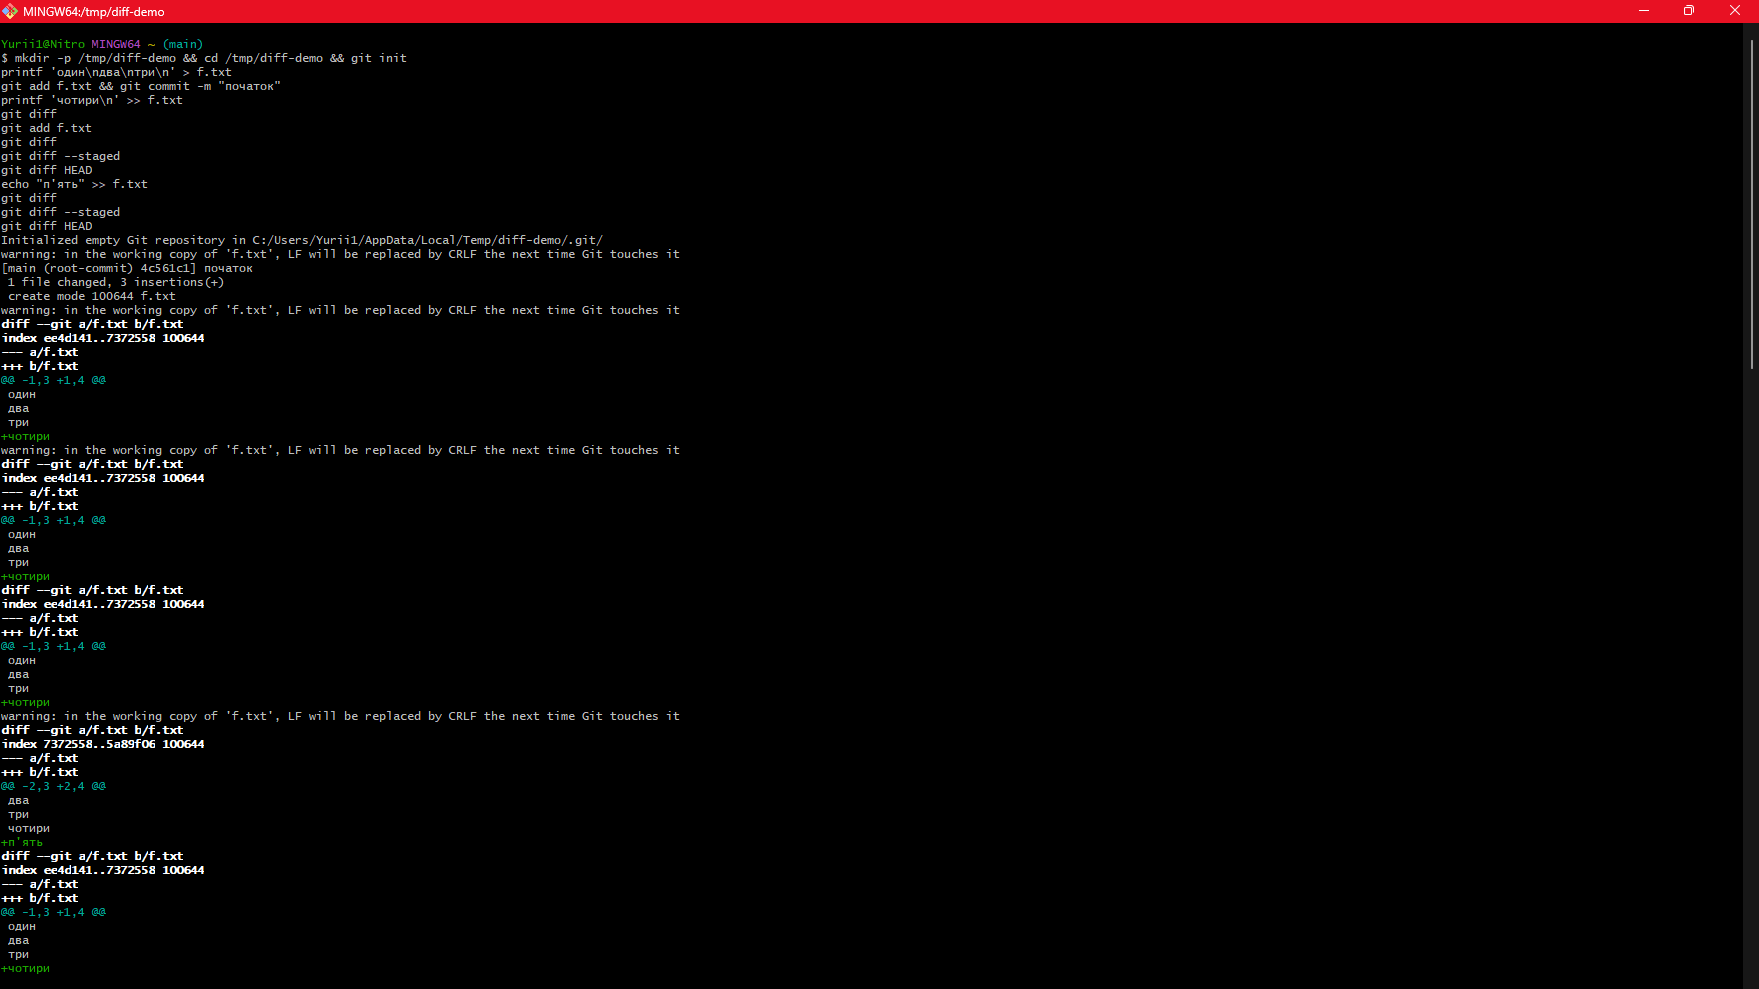 MINGW64:/tmp/diff-demo
Yurii1@Nitro MINGW64 ~ (main)
$ mkdir -p /tmp/diff-demo && cd /tmp/diff-demo && git init
printf 'один\nдва\nтри\n' > f.txt
git add f.txt && git commit -m "початок"
printf 'чотири\n' >> f.txt
git diff
git add f.txt
git diff
git diff --staged
git diff HEAD
echo "п'ять" >> f.txt
git diff
git diff --staged
git diff HEAD
Initialized empty Git repository in C:/Users/Yurii1/AppData/Local/Temp/diff-demo/.git/
warning: in the working copy of 'f.txt', LF will be replaced by CRLF the next time Git touches it
[main (root-commit) 4c561c1] початок
 1 file changed, 3 insertions(+)
 create mode 100644 f.txt
warning: in the working copy of 'f.txt', LF will be replaced by CRLF the next time Git touches it
diff --git a/f.txt b/f.txt
index ee4d141..7372558 100644
--- a/f.txt
+++ b/f.txt
@@ -1,3 +1,4 @@
 один
 два
 три
+чотири
warning: in the working copy of 'f.txt', LF will be replaced by CRLF the next time Git touches it
diff --git a/f.txt b/f.txt
index ee4d141..7372558 100644
--- a/f.txt
+++ b/f.txt
@@ -1,3 +1,4 @@
 один
 два
 три
+чотири
diff --git a/f.txt b/f.txt
index ee4d141..7372558 100644
--- a/f.txt
+++ b/f.txt
@@ -1,3 +1,4 @@
 один
 два
 три
+чотири
warning: in the working copy of 'f.txt', LF will be replaced by CRLF the next time Git touches it
diff --git a/f.txt b/f.txt
index 7372558..5a89f06 100644
--- a/f.txt
+++ b/f.txt
@@ -2,3 +2,4 @@
 два
 три
 чотири
+п'ять
diff --git a/f.txt b/f.txt
index ee4d141..7372558 100644
--- a/f.txt
+++ b/f.txt
@@ -1,3 +1,4 @@
 один
 два
 три
+чотири